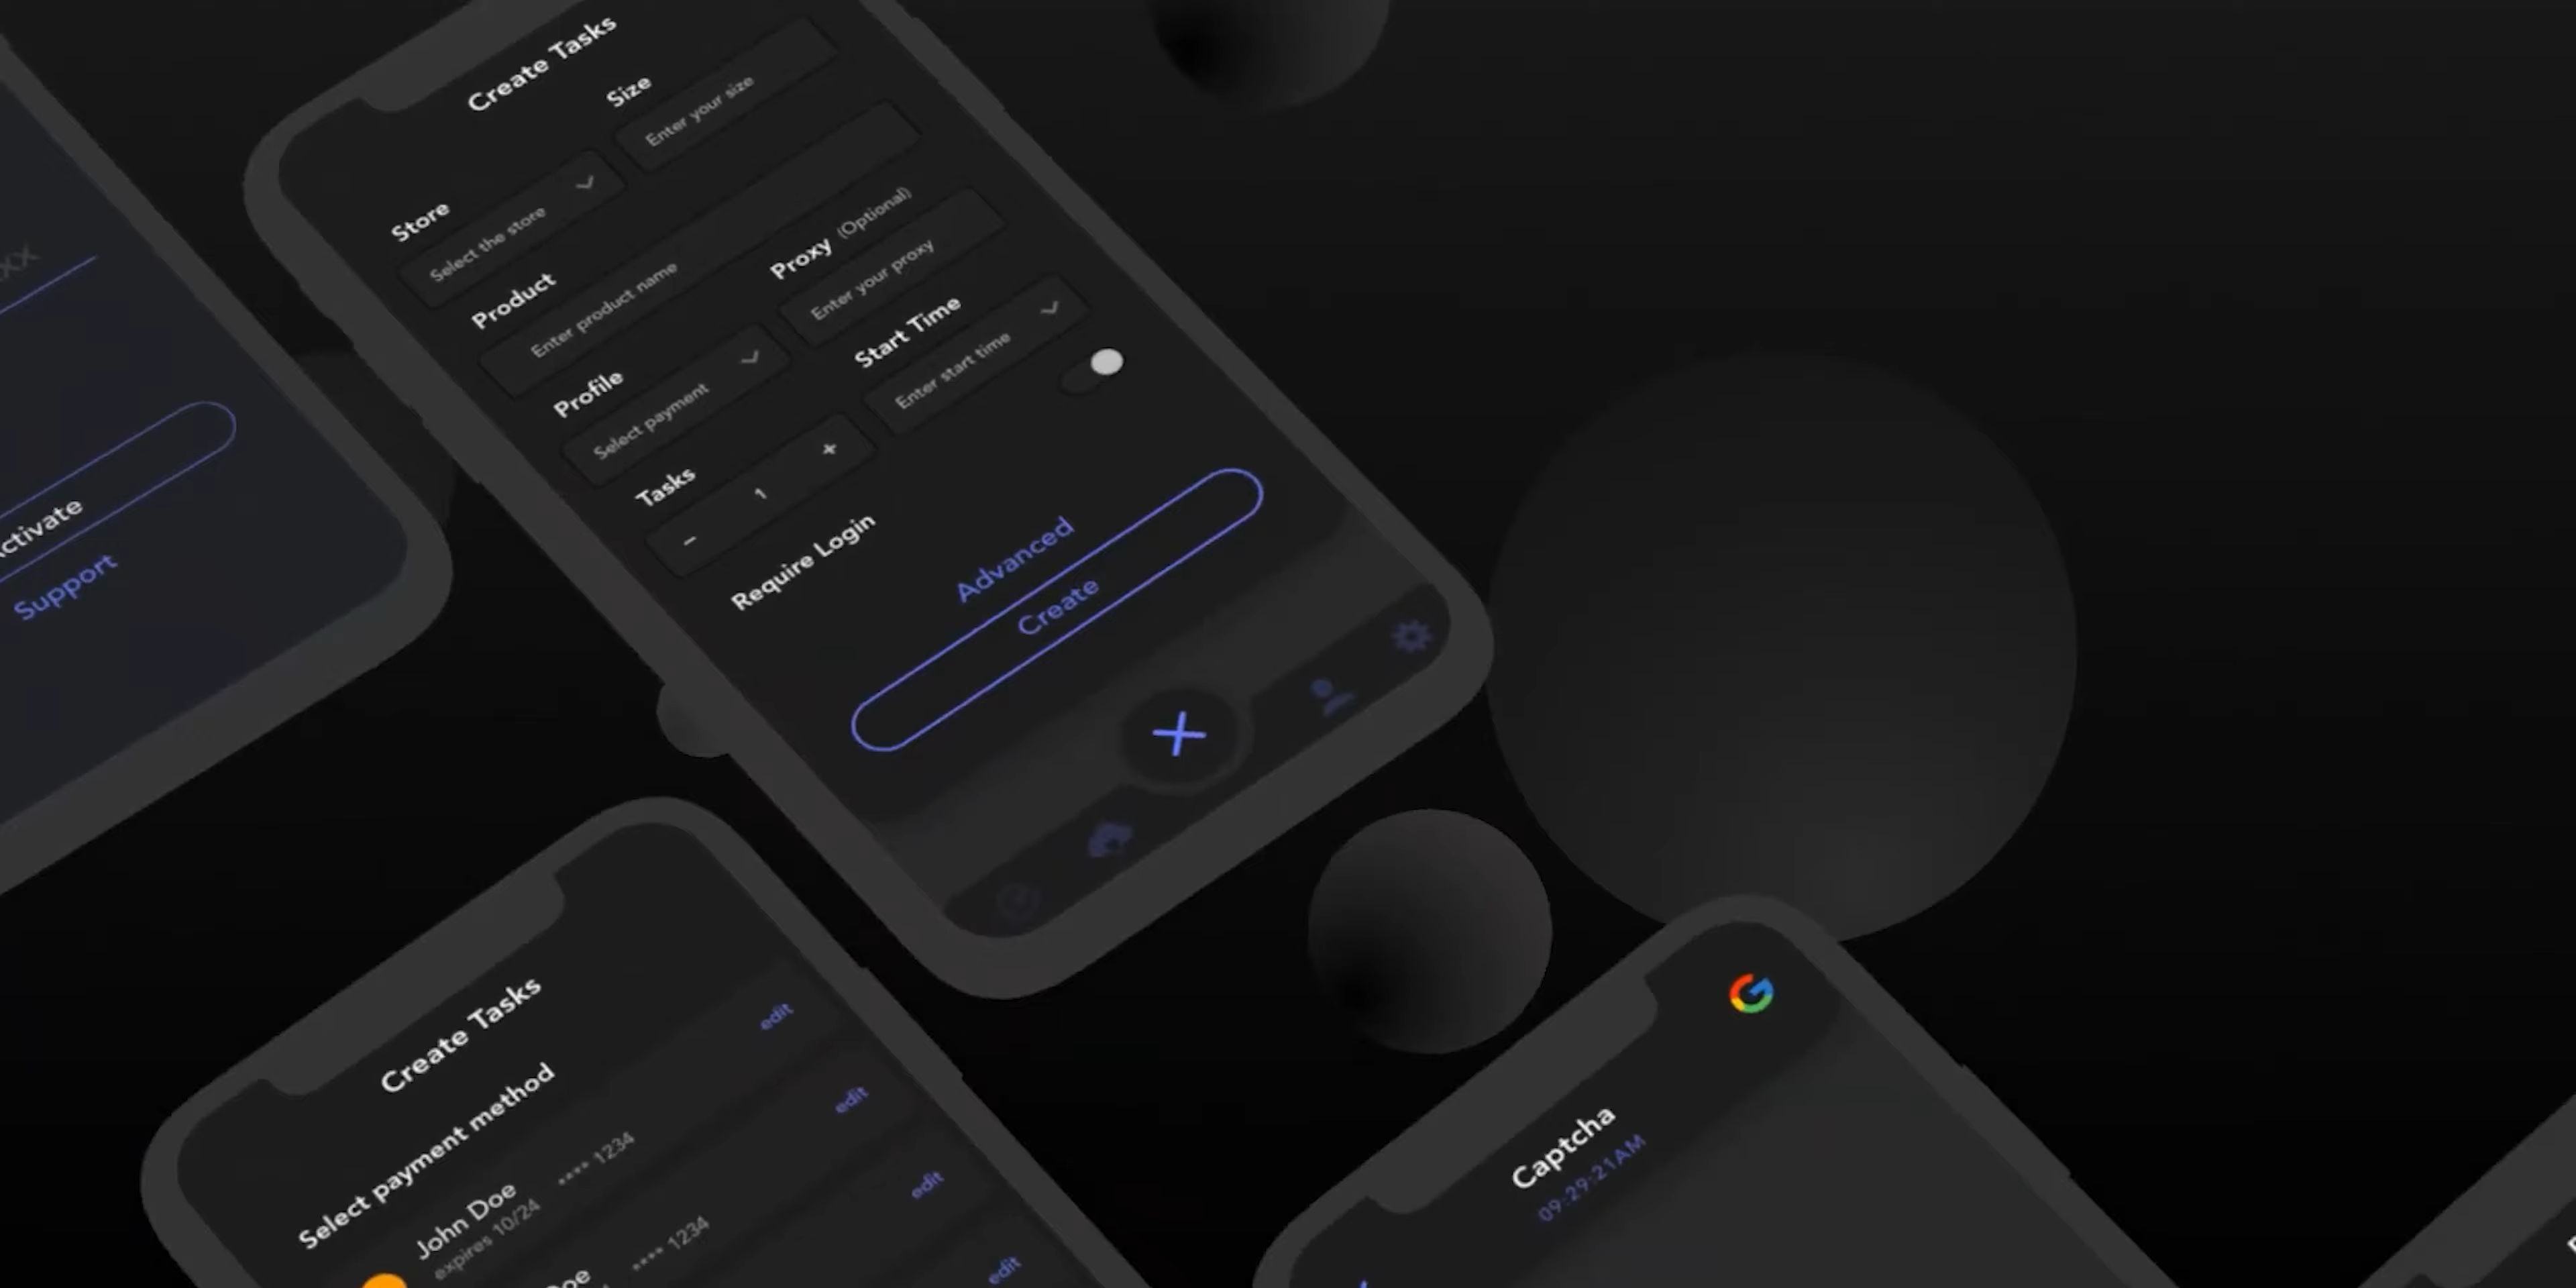 XX
Activate
Support
Create Tasks
Store
Size
Select the store
Enter your size
Product
Enter product name
Profile
Proxy (Optional)
Select payment
Enter your proxy
Tasks
Start Time
- 1 +
Enter start time
Require Login
Advanced
Create
Create Tasks
Select payment method
John Doe
**** 1234
edit
expires 10/24
edit
**** 1234
edit
edit
Captcha
09:29:21AM